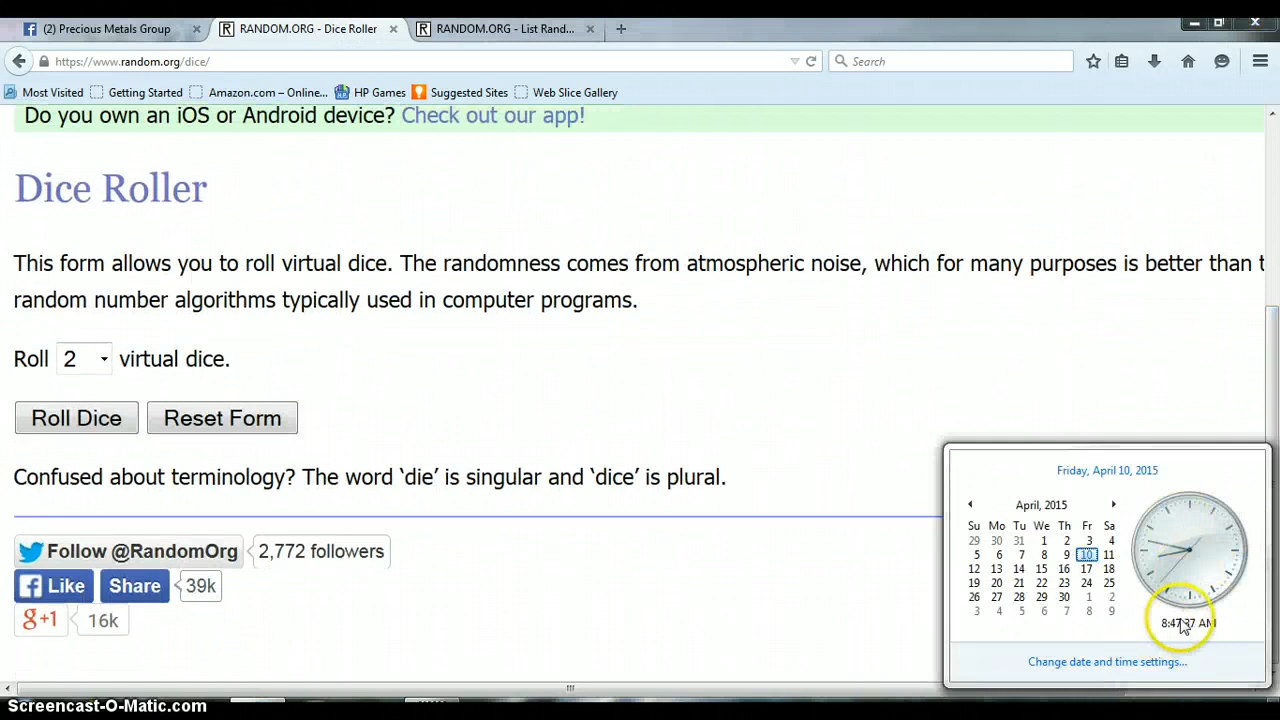 (2) Precious Metals Group × RANDOM.ORG - Dice Roller × RANDOM.ORG - List Rand... × +
https://www.random.org/dice/ Search
Most Visited Getting Started Amazon.com – Online... HP Games Suggested Sites Web Slice Gallery
Do you own an iOS or Android device? Check out our app!
Dice Roller
This form allows you to roll virtual dice. The randomness comes from atmospheric noise, which for many purposes is better than t
random number algorithms typically used in computer programs.
Roll 2 virtual dice.
Roll Dice Reset Form
Confused about terminology? The word ‘die’ is singular and ‘dice’ is plural.
Follow @RandomOrg 2,772 followers
Like Share 39k
g+1 16k
Friday, April 10, 2015
April, 2015
Su Mo Tu We Th Fr Sa
29 30 31 1 2 3 4
5 6 7 8 9 10 11
12 13 14 15 16 17 18
19 20 21 22 23 24 25
26 27 28 29 30 1 2
3 4 5 6 7 8 9
8:47:37 AM
Change date and time settings...
Screencast-O-Matic.com